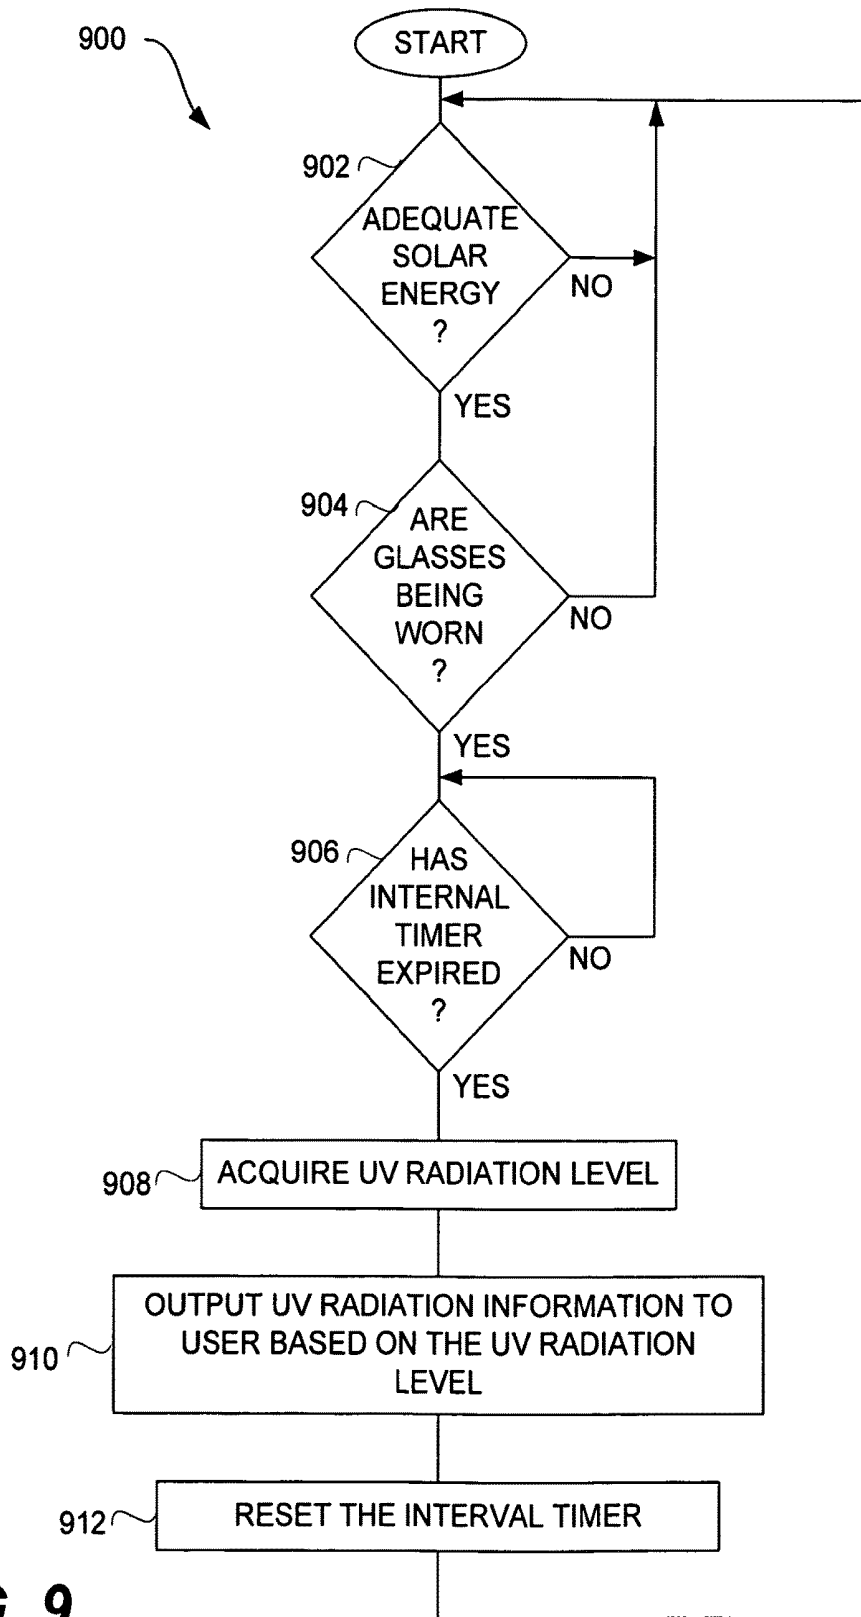 START
900
902
ADEQUATE
SOLAR
ENERGY
?
NO
YES
904
ARE
GLASSES
BEING
WORN
?
NO
YES
906
HAS
INTERNAL
TIMER
EXPIRED
?
NO
YES
908
ACQUIRE UV RADIATION LEVEL
910
OUTPUT UV RADIATION INFORMATION TO
USER BASED ON THE UV RADIATION
LEVEL
912
RESET THE INTERVAL TIMER
G. 9